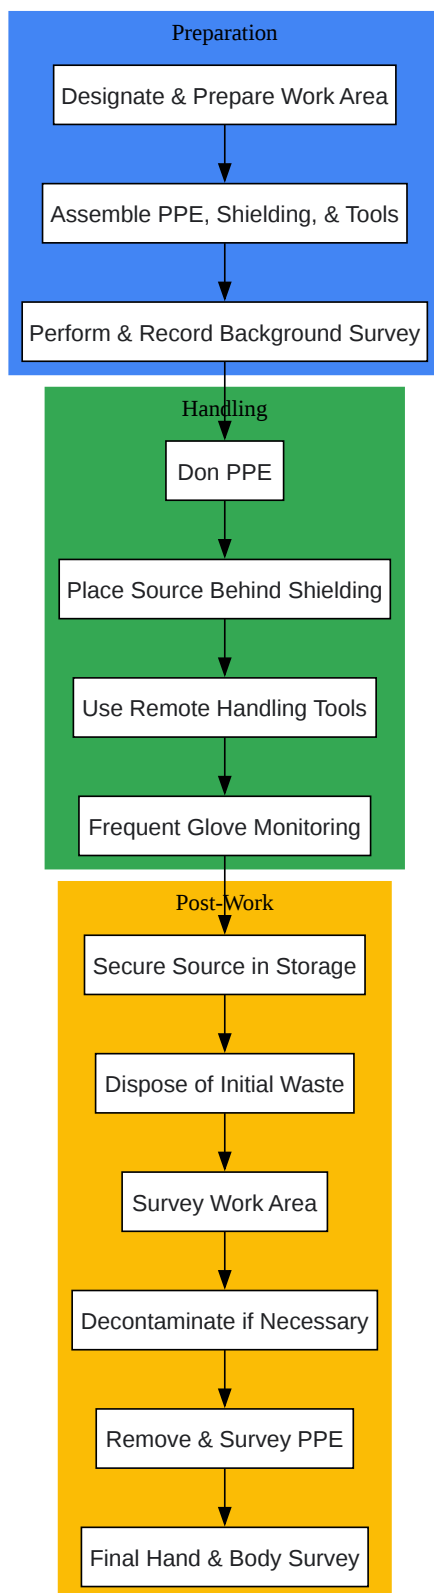 Preparation
Designate & Prepare Work Area
Assemble PPE, Shielding, & Tools
Perform & Record Background Survey
Handling
Don PPE
Place Source Behind Shielding
Use Remote Handling Tools
Frequent Glove Monitoring
Post-Work
Secure Source in Storage
Dispose of Initial Waste
Survey Work Area
Decontaminate if Necessary
Remove & Survey PPE
Final Hand & Body Survey